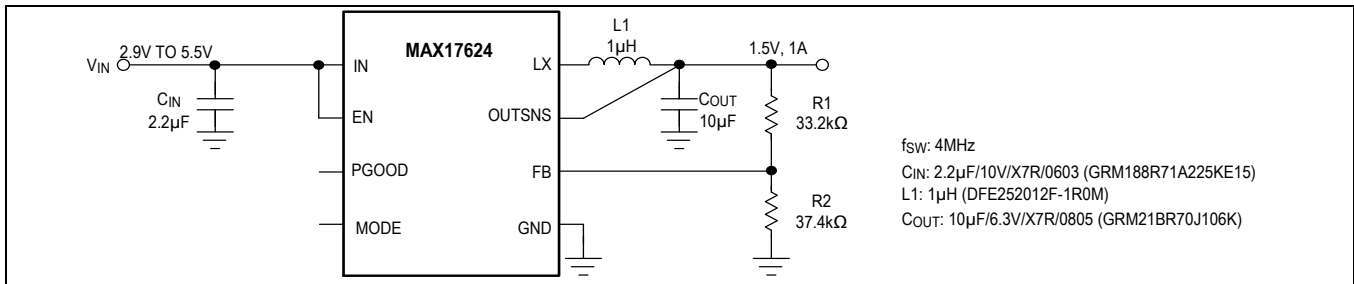 MAX17624
L1
1µH
2.9V TO 5.5V
1.5V, 1A
VIN
IN
LX
CIN
2.2µF
EN
OUTSNS
COUT
10µF
R1
33.2kΩ
PGOOD
FB
MODE
GND
R2
37.4kΩ
fSW: 4MHz
CIN: 2.2µF/10V/X7R/0603 (GRM188R71A225KE15)
L1: 1µH (DFE252012F-1R0M)
COUT: 10µF/6.3V/X7R/0805 (GRM21BR70J106K)